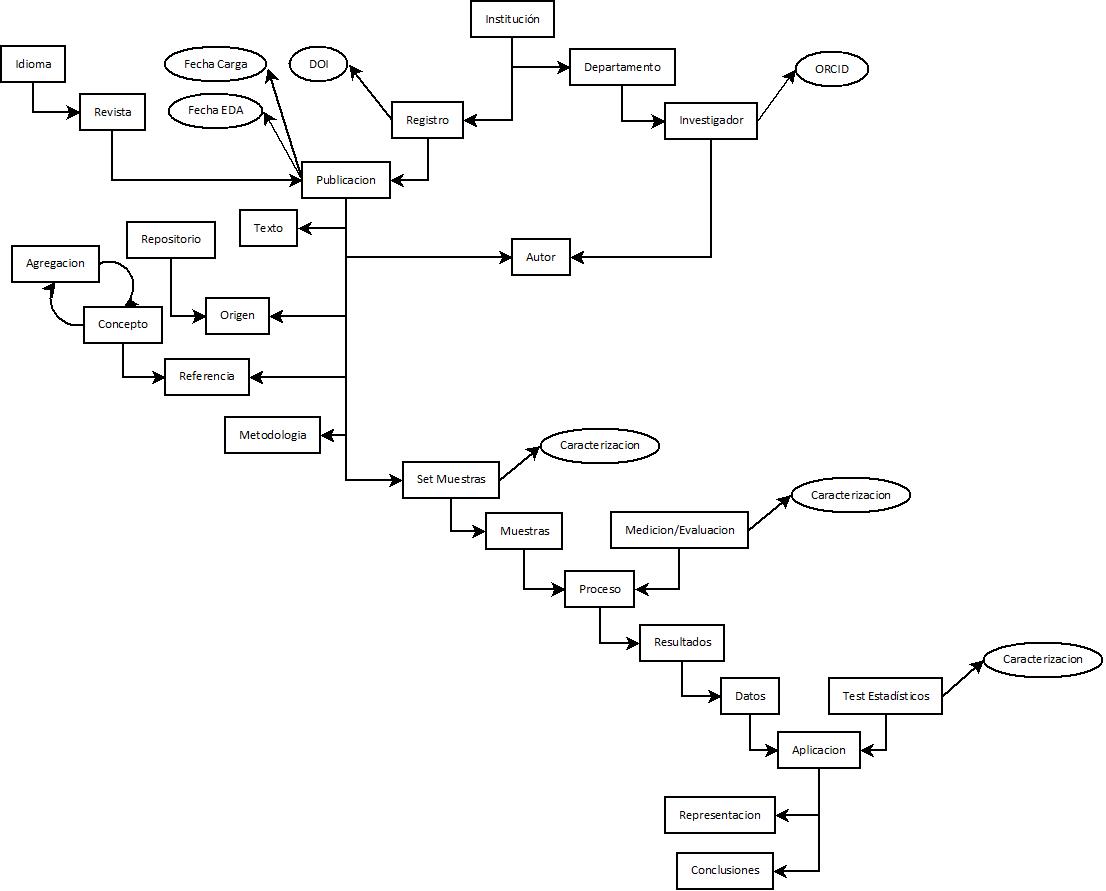 Institución
Idioma
Fecha Carga
DOI
Departamento
ORCID
Revista
Fecha EDA
Registro
Investigador
Publicacion
Texto
Repositorio
Autor
Agregacion
Origen
Concepto
Referencia
Metodologia
Caracterizacion
Set Muestras
Caracterizacion
Muestras
Medicion/Evaluacion
Proceso
Resultados
Caracterizacion
Datos
Test Estadísticos
Aplicacion
Representacion
Conclusiones